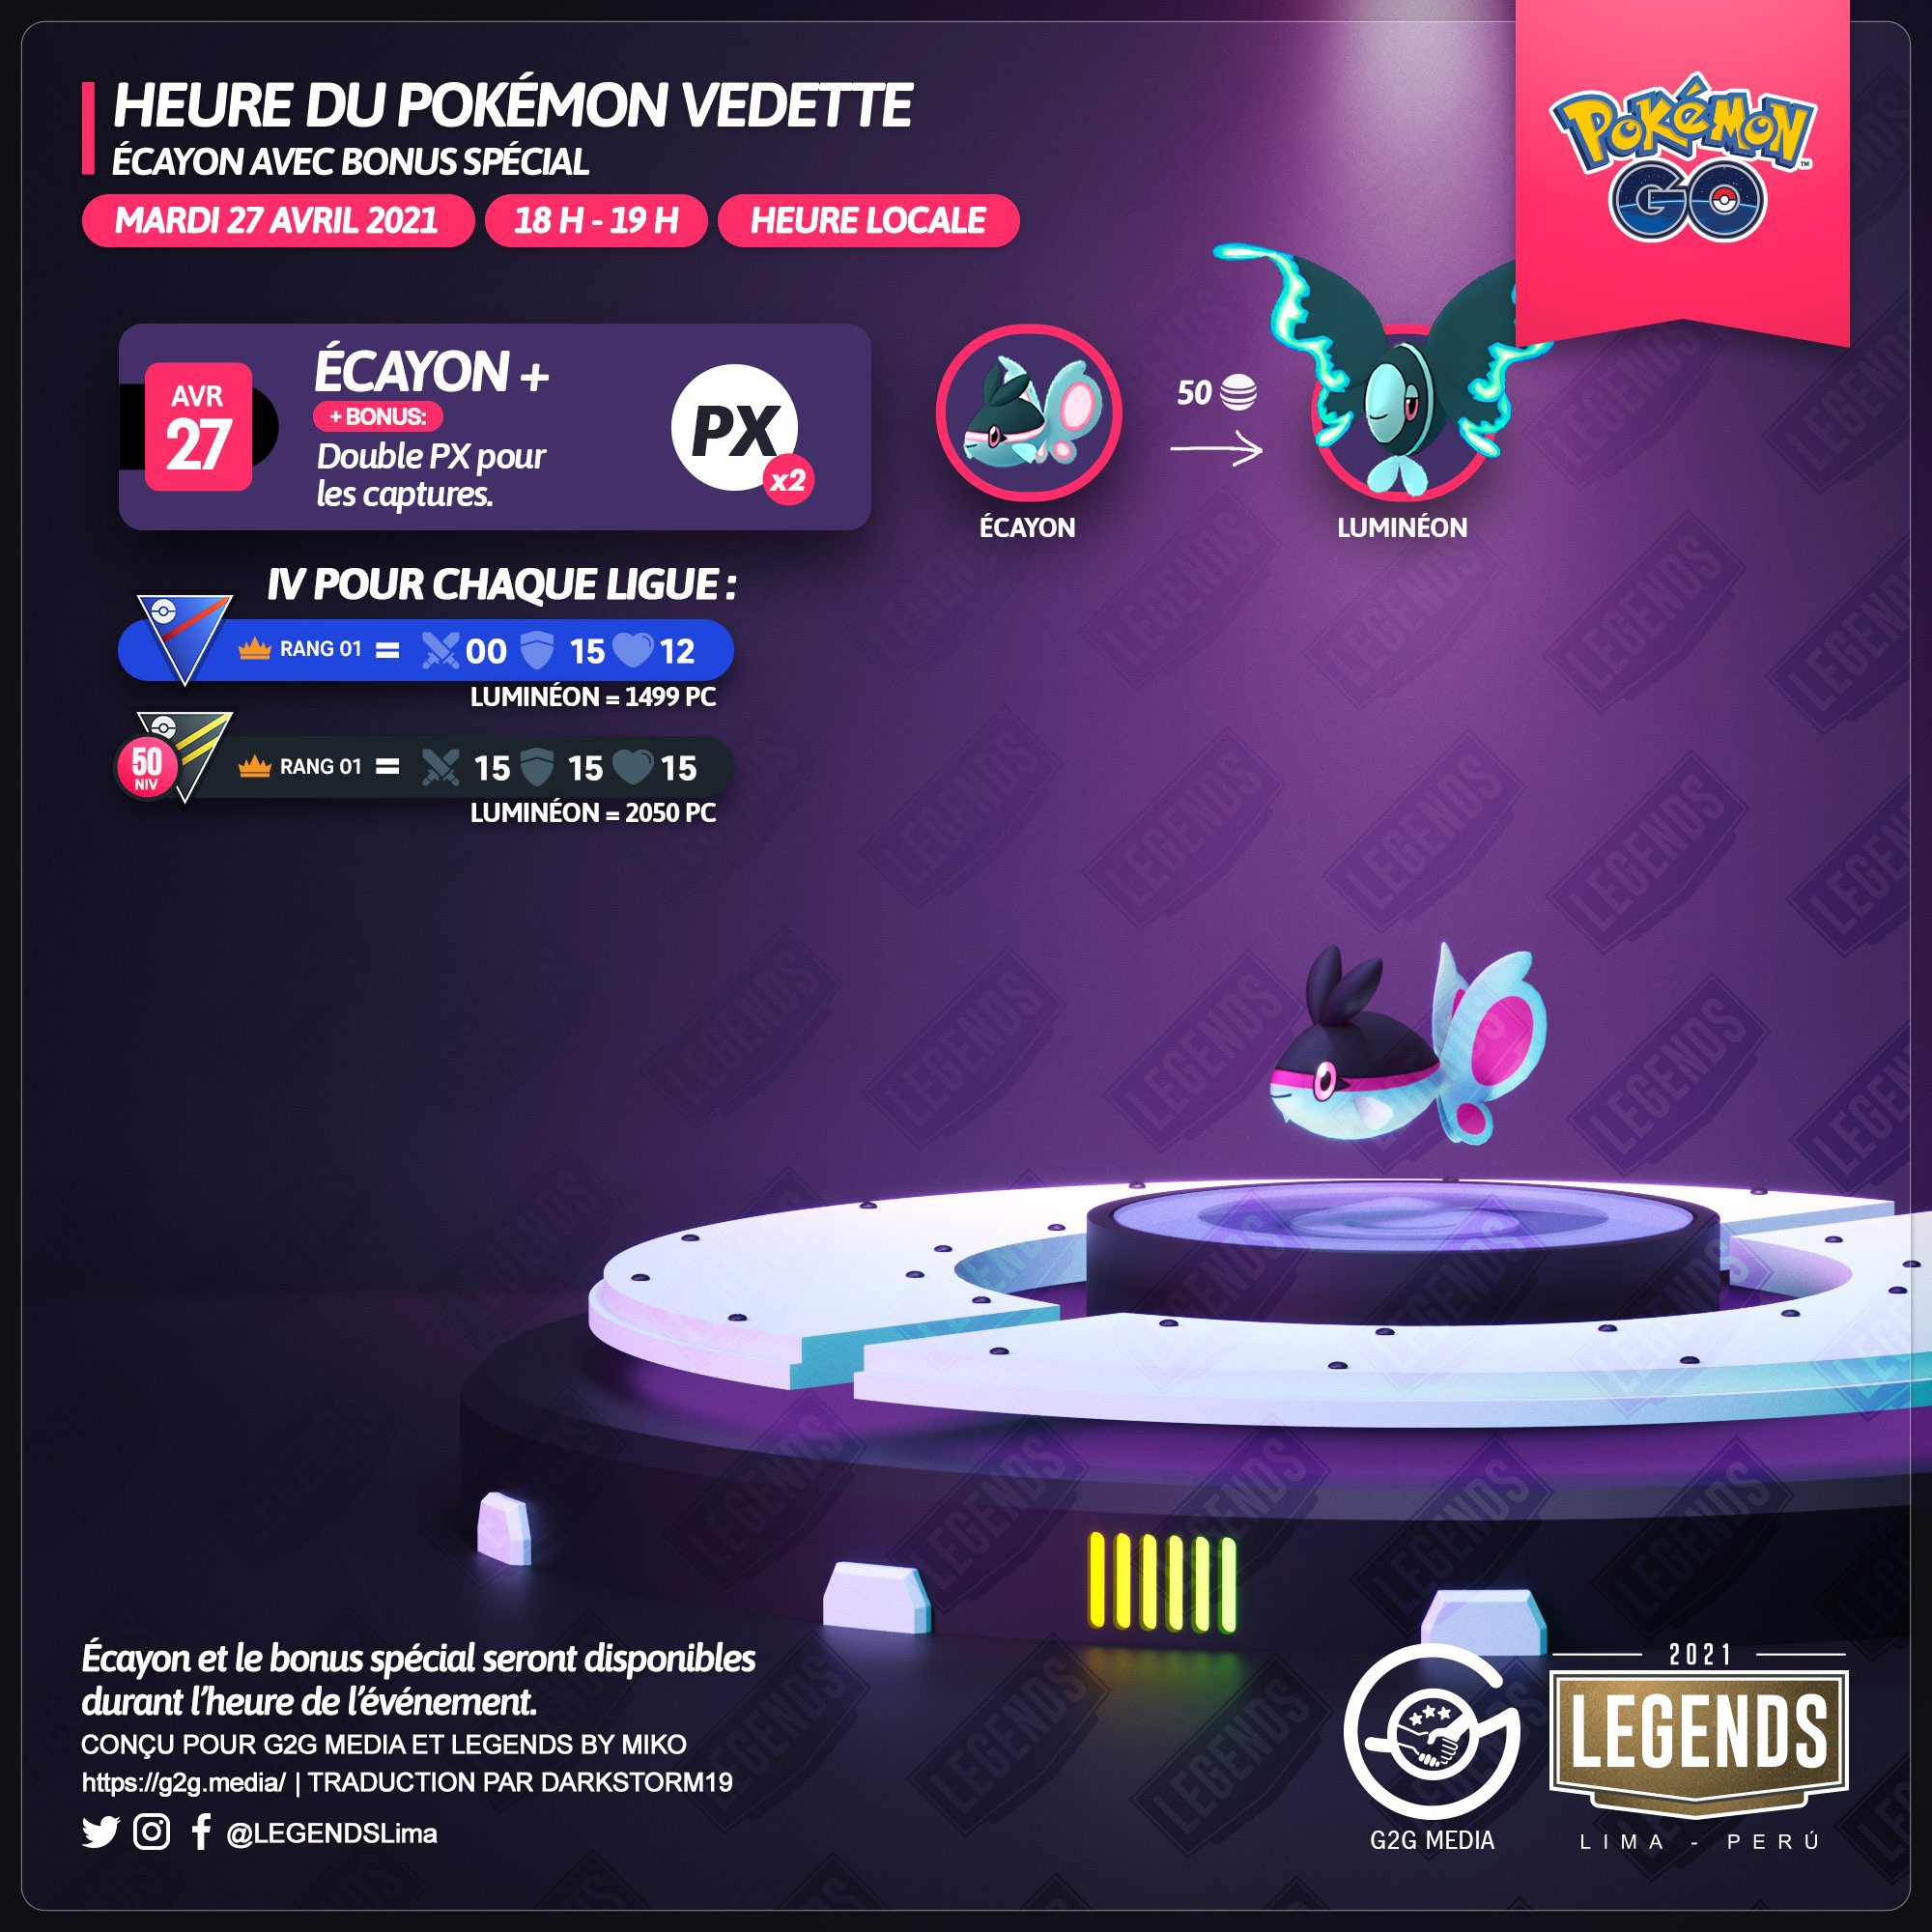 HEURE DU POKÉMON VEDETTE
ÉCAYON AVEC BONUS SPÉCIAL
MARDI 27 AVRIL 2021 18 H - 19 H HEURE LOCALE
POKéMON
GO
AVR
27
ÉCAYON +
+ BONUS:
Double PX pour
les captures.
PX
x2
50
ÉCAYON
LUMINÉON
IV POUR CHAQUE LIGUE :
RANG 01 = 00 15 12
LUMINÉON = 1499 PC
50
NIV
RANG 01 = 15 15 15
LUMINÉON = 2050 PC
Écayon et le bonus spécial seront disponibles
durant l'heure de l'événement.
CONÇU POUR G2G MEDIA ET LEGENDS BY MIKO
https://g2g.media/ | TRADUCTION PAR DARKSTORM19
@LEGENDSLima
G2G MEDIA
2021
LEGENDS
LIMA - PERÚ